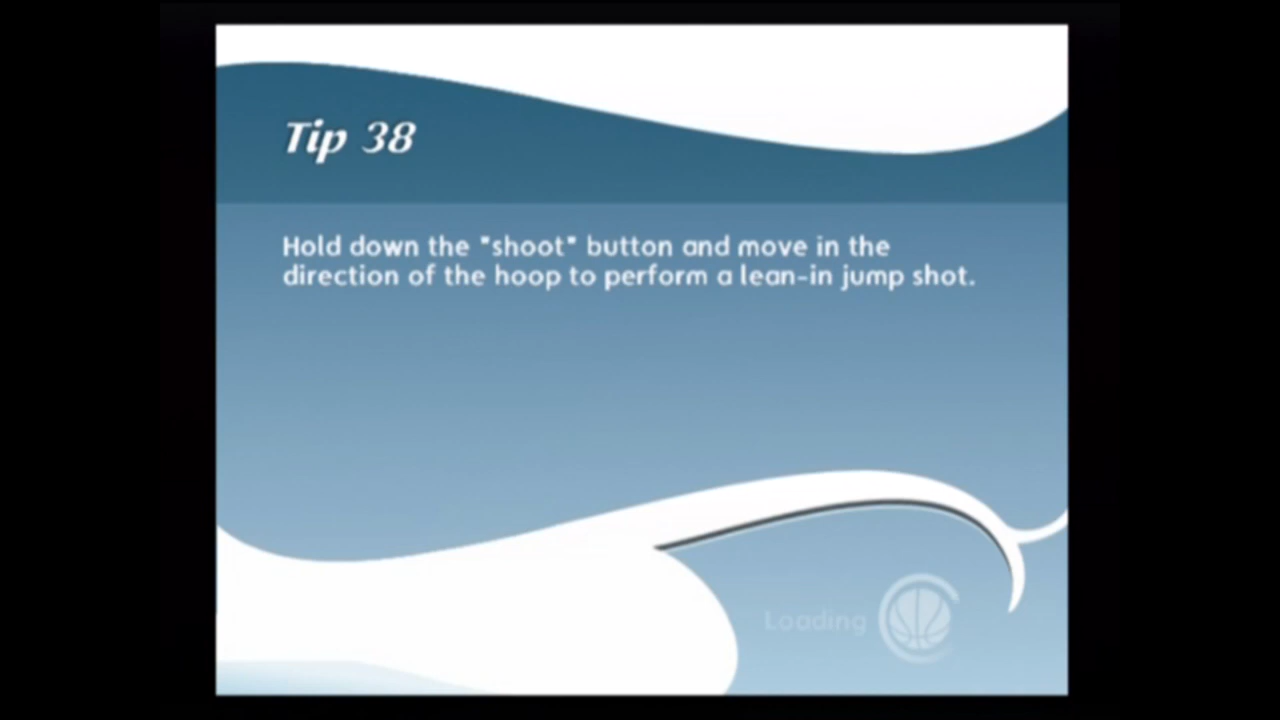 Tip 38
Hold down the "shoot" button and move in the
direction of the hoop to perform a lean-in jump shot.
Loading